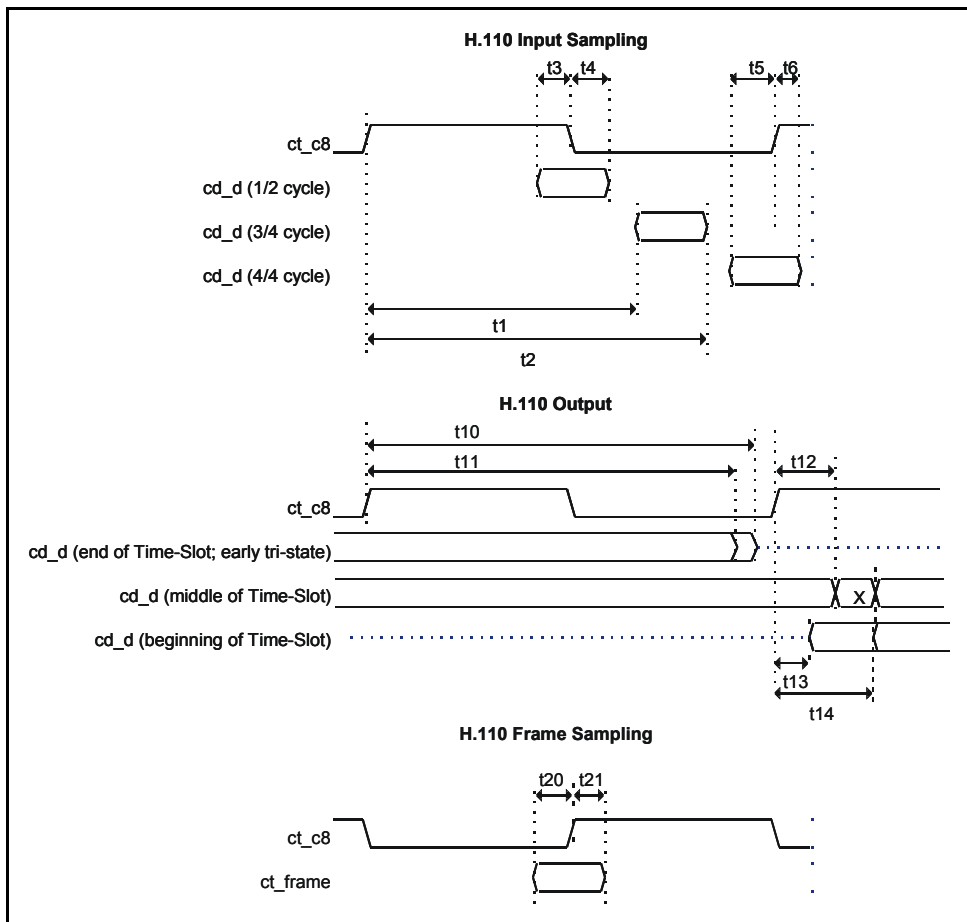 H.110 Input Sampling
t3 t4 t5 t6
ct_c8
cd_d (1/2 cycle)
cd_d (3/4 cycle)
cd_d (4/4 cycle)
t1
t2
H.110 Output
t10
t11 t12
ct_c8
cd_d (end of Time-Slot; early tri-state)
cd_d (middle of Time-Slot) X
cd_d (beginning of Time-Slot)
t13
t14
H.110 Frame Sampling
t20 t21
ct_c8
ct_frame